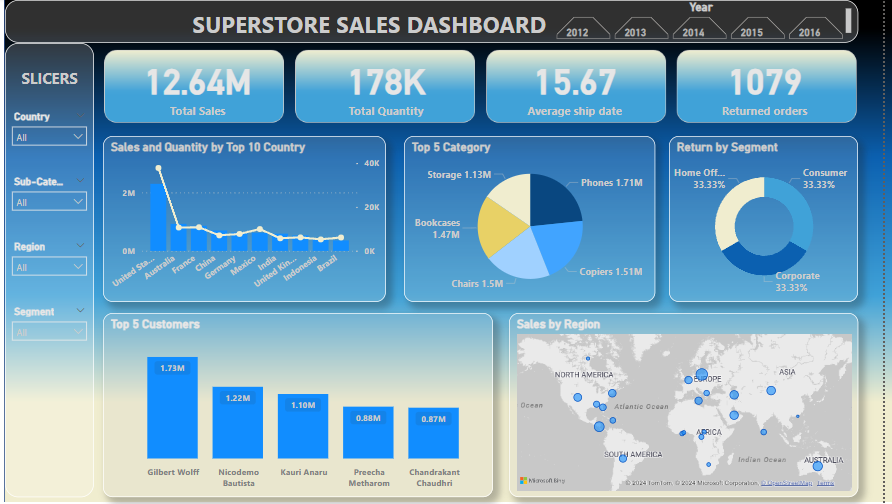 SUPERSTORE SALES DASHBOARD
Year
2012
2013
2014
2015
2016
SLICERS
Country
All
Sub-Cate...
All
Region
All
Segment
All
12.64M
Total Sales
178K
Total Quantity
15.67
Average ship date
1079
Returned orders
Sales and Quantity by Top 10 Country
2M
0M
40K
20K
0K
United Sta...
Australia
France
China
Germany
Mexico
India
United Kin...
Indonesia
Brazil
Top 5 Category
Storage 1.13M
Phones 1.71M
Bookcases
1.47M
Chairs 1.5M
Copiers 1.51M
Return by Segment
Home Off...
33.33%
Consumer
33.33%
Corporate
33.33%
Top 5 Customers
1.73M
1.22M
1.10M
0.88M
0.87M
Gilbert Wolff
Nicodemo
Bautista
Kauri Anaru
Preecha
Metharom
Chandrakant
Chaudhri
Sales by Region
NORTH AMERICA
EUROPE
ASIA
Ocean
Atlantic Ocean
AFRICA
SOUTH AMERICA
Indian Ocean
AUSTRALIA
Microsoft Bing
© 2024 TomTom, © 2024 Microsoft Corporation, © OpenStreetMap Terms